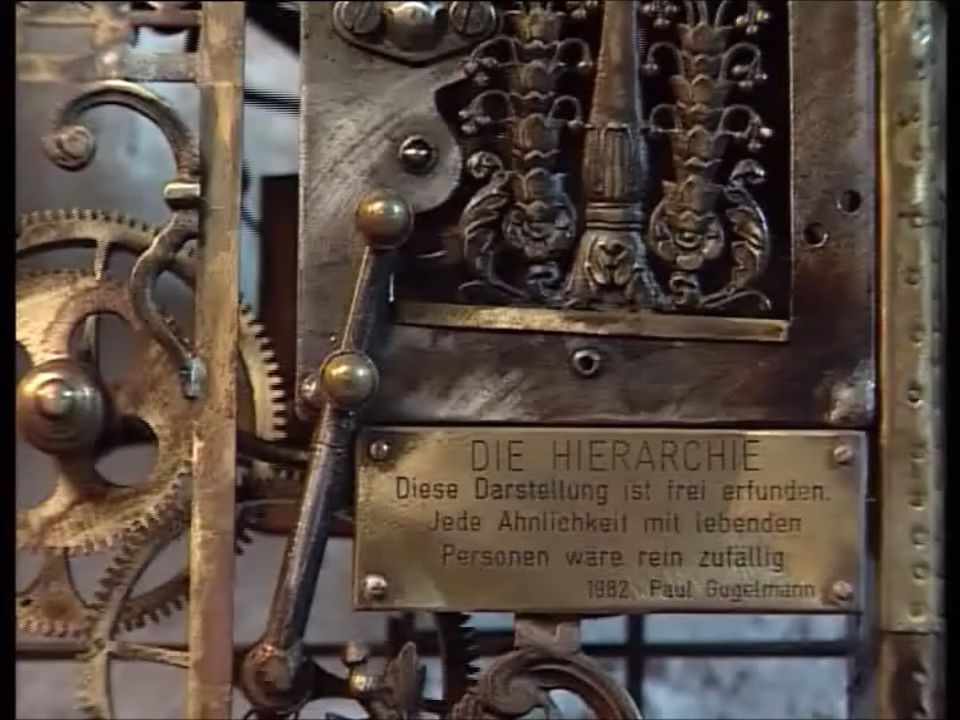 DIE HIERARCHIE
Diese Darstellung ist frei erfunden.
Jede Ähnlichkeit mit lebenden
Personen wäre rein zufällig
1982 Paul Gugelmann